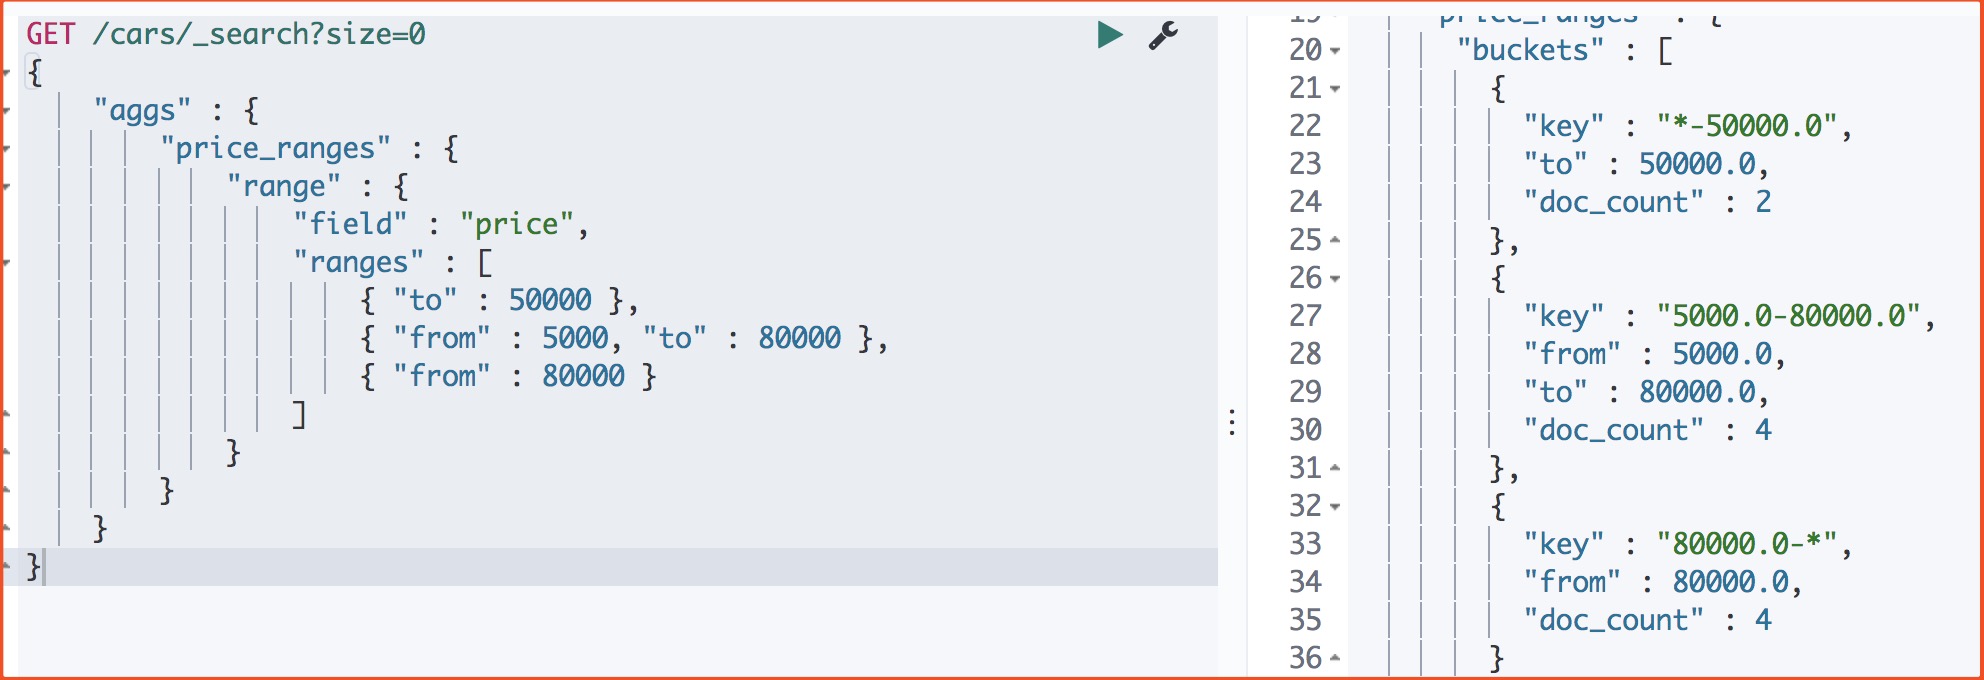 GET /cars/_search?size=0
{
"aggs" : {
"price_ranges" : {
"range" : {
"field" : "price",
"ranges" : [
{ "to" : 50000 },
{ "from" : 5000, "to" : 80000 },
{ "from" : 80000 }
]
}
}
}
}
19 "price_ranges" : {
20 "buckets" : [
21 {
22 "key" : "*-50000.0",
23 "to" : 50000.0,
24 "doc_count" : 2
25 },
26 {
27 "key" : "5000.0-80000.0",
28 "from" : 5000.0,
29 "to" : 80000.0,
30 "doc_count" : 4
31 },
32 {
33 "key" : "80000.0-*",
34 "from" : 80000.0,
35 "doc_count" : 4
36 }